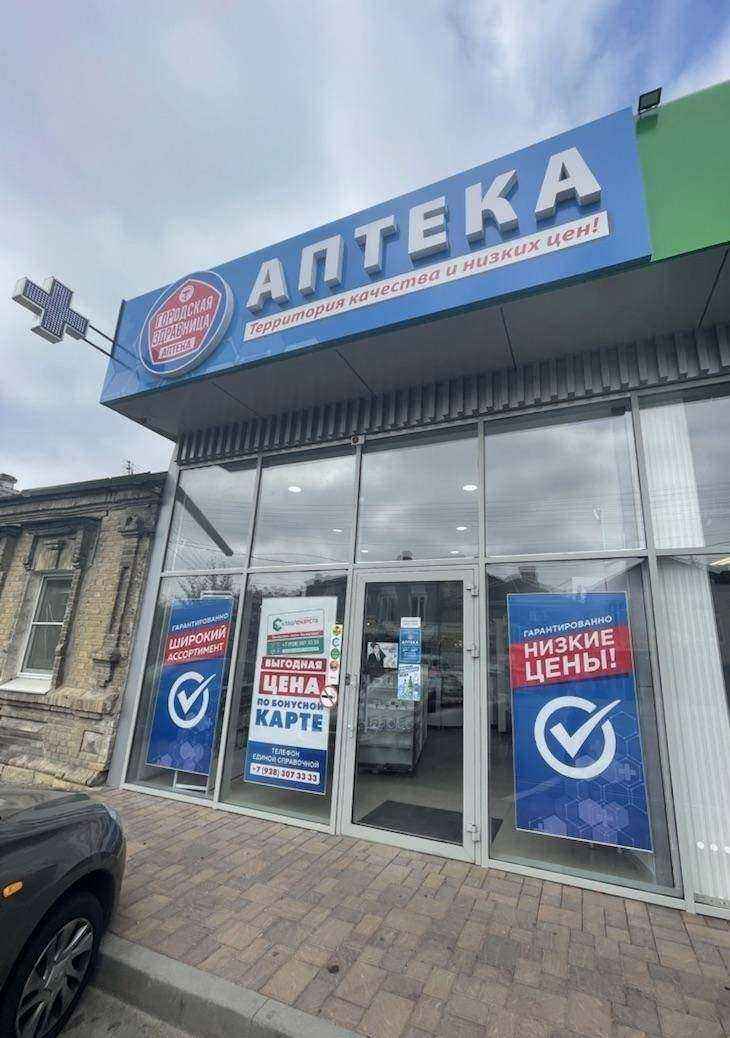 АПТЕКА
Территория качества и низких цен!
ГОРОДСКАЯ
ЗДРАВНИЦА
АПТЕКА
ГАРАНТИРОВАННО
ШИРОКИЙ
АССОРТИМЕНТ
ВЫГОДНАЯ
ЦЕНА
ПО БОНУСНОЙ
КАРТЕ
ТЕЛЕФОН
ЕДИНОЙ СПРАВОЧНОЙ
+7 (928) 307 33 33
АПТЕКА
ГАРАНТИРОВАННО
НИЗКИЕ
ЦЕНЫ!